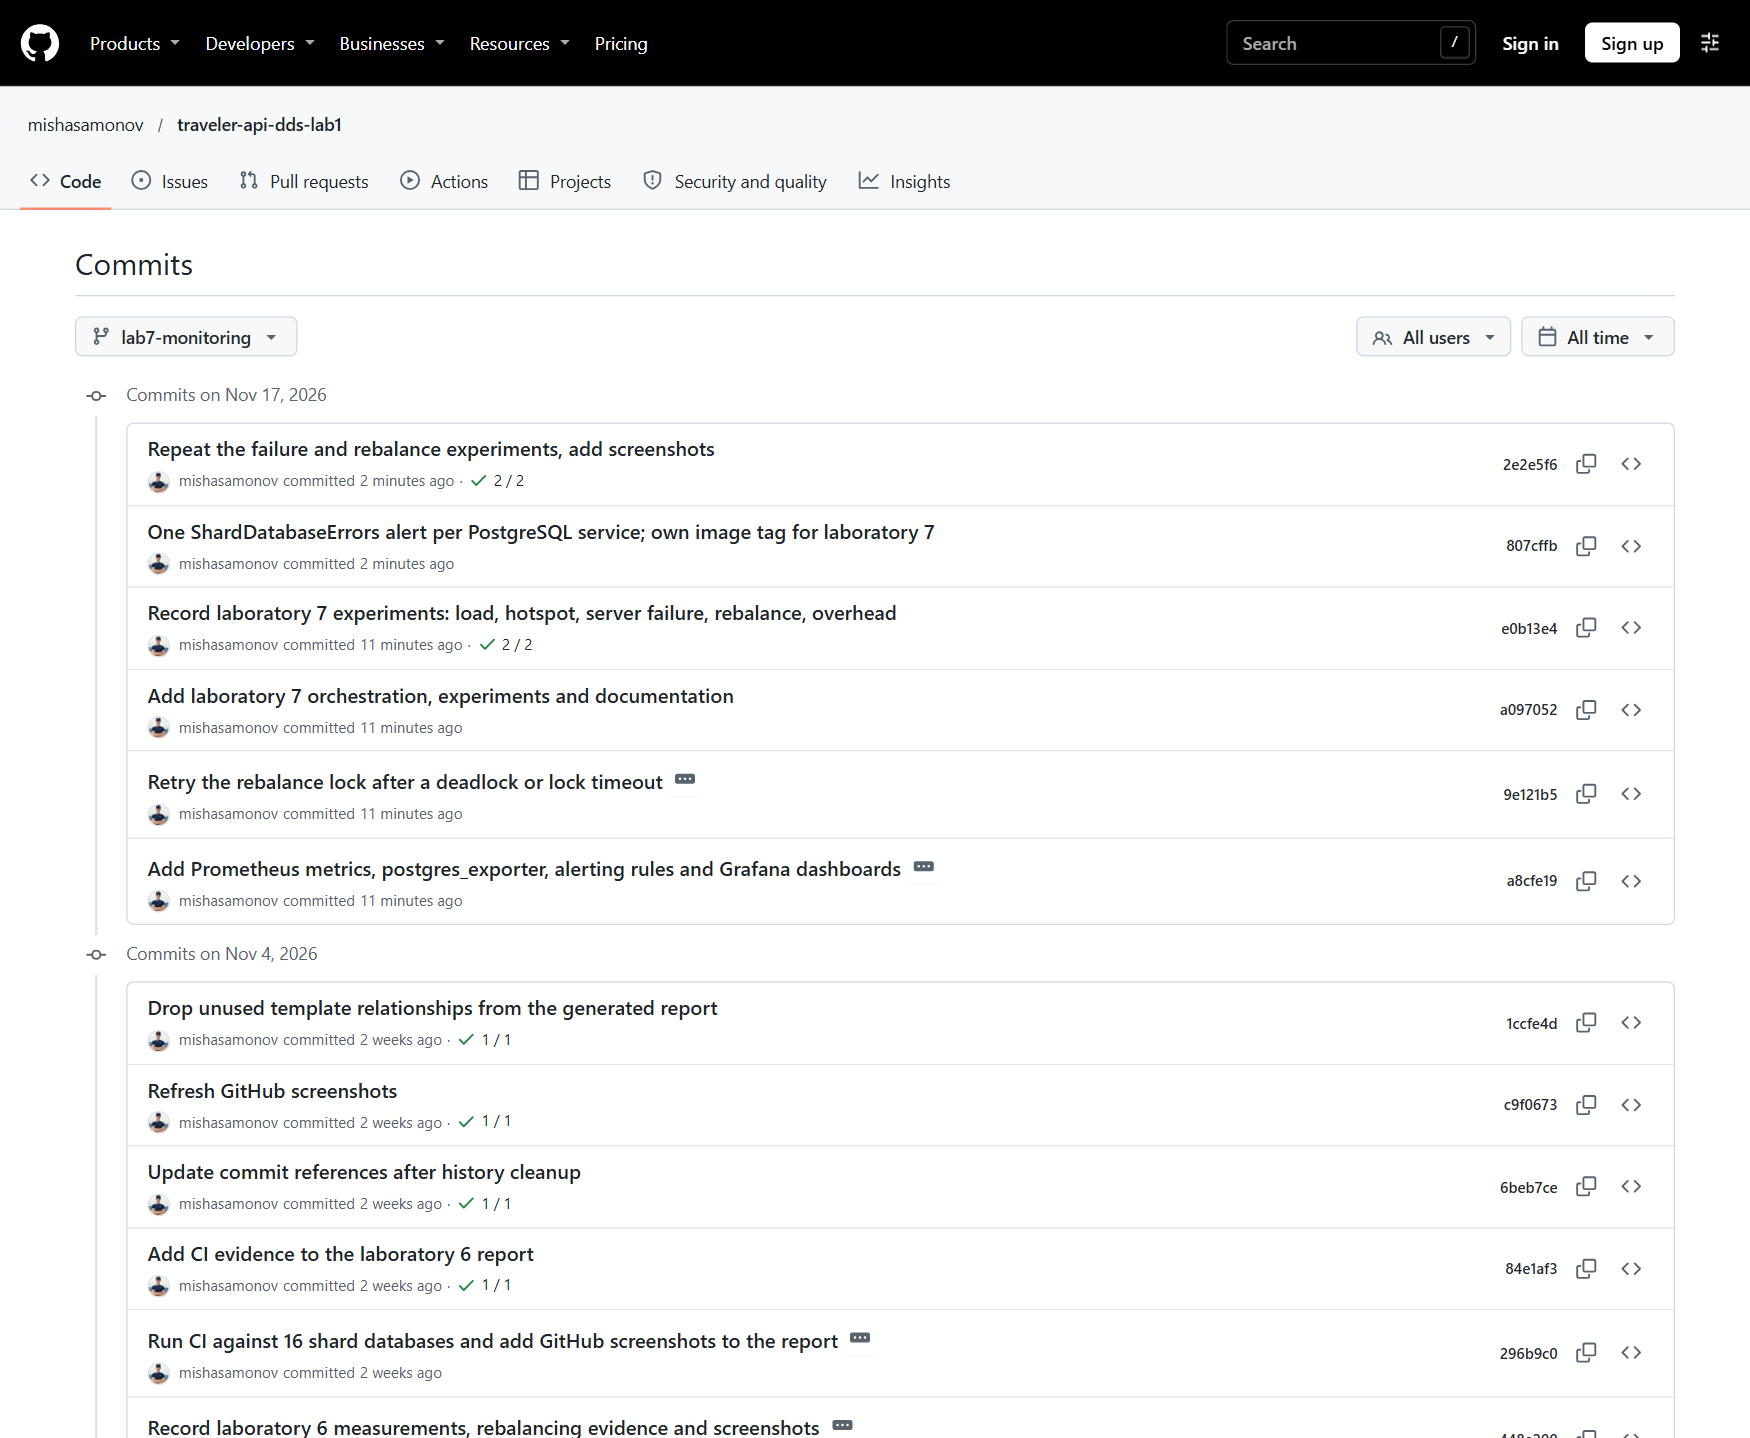 Products Developers Businesses Resources Pricing Search / Sign in Sign up
mishasamonov / traveler-api-dds-lab1
Code Issues Pull requests Actions Projects Security and quality Insights
Commits
lab7-monitoring All users All time
Commits on Nov 17, 2026
Repeat the failure and rebalance experiments, add screenshots
mishasamonov committed 2 minutes ago · 2 / 2
2e2e5f6
One ShardDatabaseErrors alert per PostgreSQL service; own image tag for laboratory 7
mishasamonov committed 2 minutes ago
807cffb
Record laboratory 7 experiments: load, hotspot, server failure, rebalance, overhead
mishasamonov committed 11 minutes ago · 2 / 2
e0b13e4
Add laboratory 7 orchestration, experiments and documentation
mishasamonov committed 11 minutes ago
a097052
Retry the rebalance lock after a deadlock or lock timeout
mishasamonov committed 11 minutes ago
9e121b5
Add Prometheus metrics, postgres_exporter, alerting rules and Grafana dashboards
mishasamonov committed 11 minutes ago
a8cfe19
Commits on Nov 4, 2026
Drop unused template relationships from the generated report
mishasamonov committed 2 weeks ago · 1 / 1
1ccfe4d
Refresh GitHub screenshots
mishasamonov committed 2 weeks ago · 1 / 1
c9f0673
Update commit references after history cleanup
mishasamonov committed 2 weeks ago · 1 / 1
6beb7ce
Add CI evidence to the laboratory 6 report
mishasamonov committed 2 weeks ago · 1 / 1
84e1af3
Run CI against 16 shard databases and add GitHub screenshots to the report
mishasamonov committed 2 weeks ago
296b9c0
Record laboratory 6 measurements, rebalancing evidence and screenshots